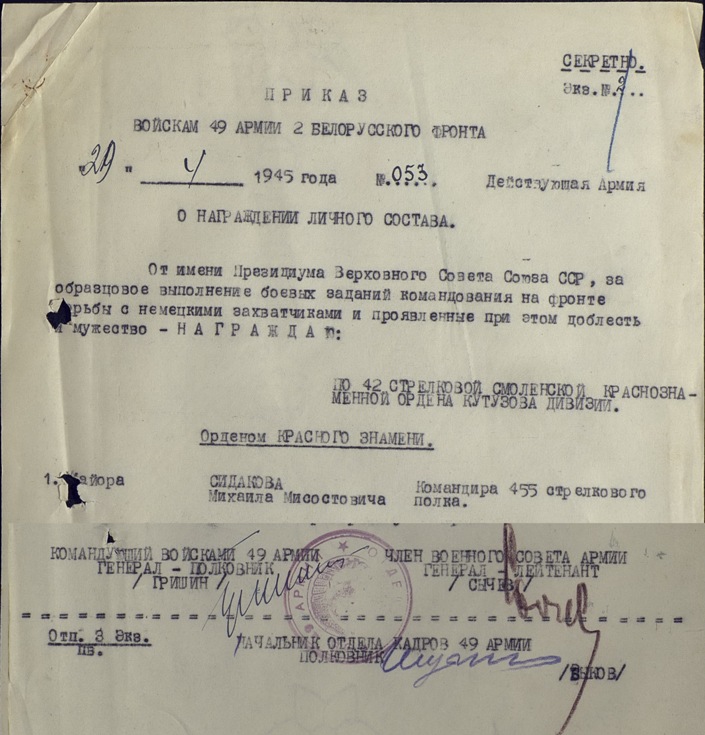 СЕКРЕТНО.
Экз.№.2..
ПРИКАЗ
ВОЙСКАМ 49 АРМИИ 2 БЕЛОРУССКОГО ФРОНТА
"29" 4 1945 года №.053. Действующая Армия
О НАГРАЖДЕНИИ ЛИЧНОГО СОСТАВА.
От имени Президиума Верховного Совета Союза ССР, за
образцовое выполнение боевых заданий командования на фронте
борьбы с немецкими захватчиками и проявленные при этом доблесть
и мужество - Н А Г Р А Ж Д А Ю:
ПО 42 СТРЕЛКОВОЙ СМОЛЕНСКОЙ КРАСНОЗНА-
МЕННОЙ ОРДЕНА КУТУЗОВА ДИВИЗИИ.
Орденом КРАСНОГО ЗНАМЕНИ.
1. Майора СИДАКОВА Командира 455 стрелкового
Михаила Мисостовича полка.
КОМАНДУЮЩИЙ ВОЙСКАМИ 49 АРМИИ ЧЛЕН ВОЕННОГО СОВЕТА АРМИИ
ГЕНЕРАЛ - ПОЛКОВНИК ГЕНЕРАЛ - ЛЕЙТЕНАНТ
/ГРИШИН/ /СЫЧЕВ/
Отп. 3 Экз. НАЧАЛЬНИК ОТДЕЛА КАДРОВ 49 АРМИИ
пв. ПОЛКОВНИК
/БЫКОВ/